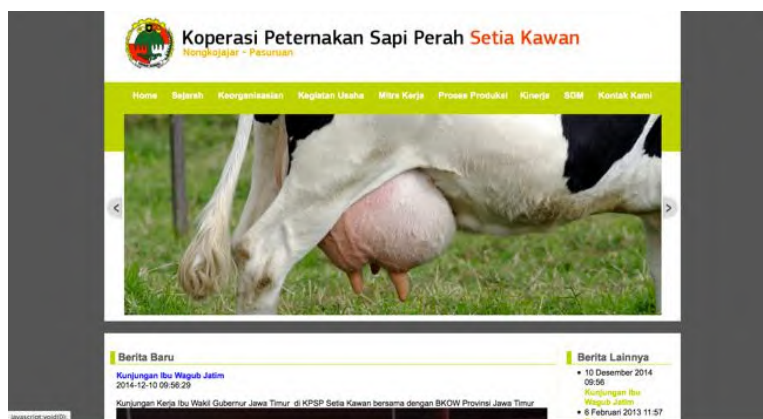 Koperasi Peternakan Sapi Perah Setia Kawan
Nongkojajar - Pasuruan
Home Sejarah Keorganisasian Kegiatan Usaha Mitra Kerja Proses Produksi Kinerja SDM Kontak Kami
<
>
Berita Baru
Kunjungan Ibu Wagub Jatim
2014-12-10 09:56:29
Kunjungan Kerja Ibu Wakil Gubernur Jawa Timur di KPSP Setia Kawan bersama dengan BKOW Provinsi Jawa Timur
Berita Lainnya
• 10 Desember 2014
09:56
Kunjungan Ibu
Wagub Jatim
• 6 Februari 2013 11:57
javascript:void(0);